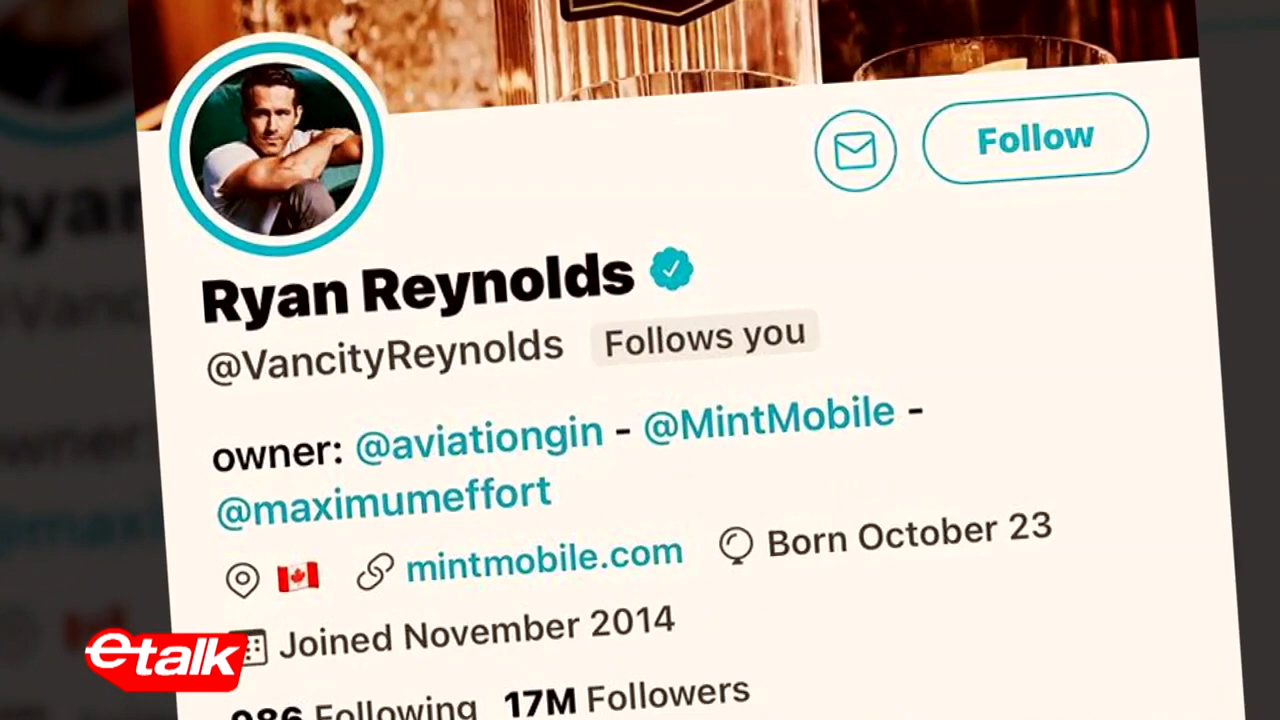 Follow
Ryan Reynolds
@VancityReynolds Follows you
owner: @aviationgin - @MintMobile -
@maximumeffort
mintmobile.com Born October 23
Joined November 2014
986 Following 17M Followers
etalk